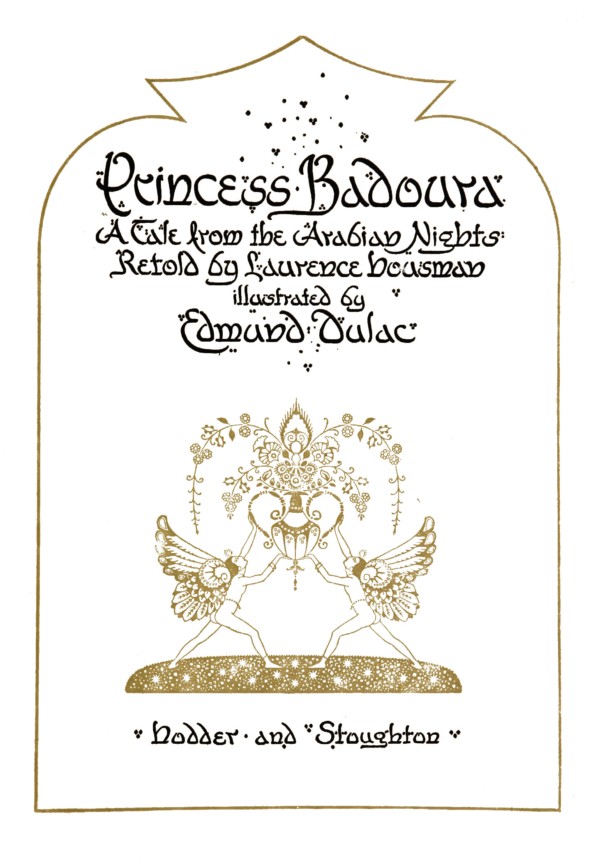 Princess Badoura
A Tale from the Arabian Nights:
Retold by Laurence Housman
illustrated by
Edmund Dulac
Hodder and Stoughton